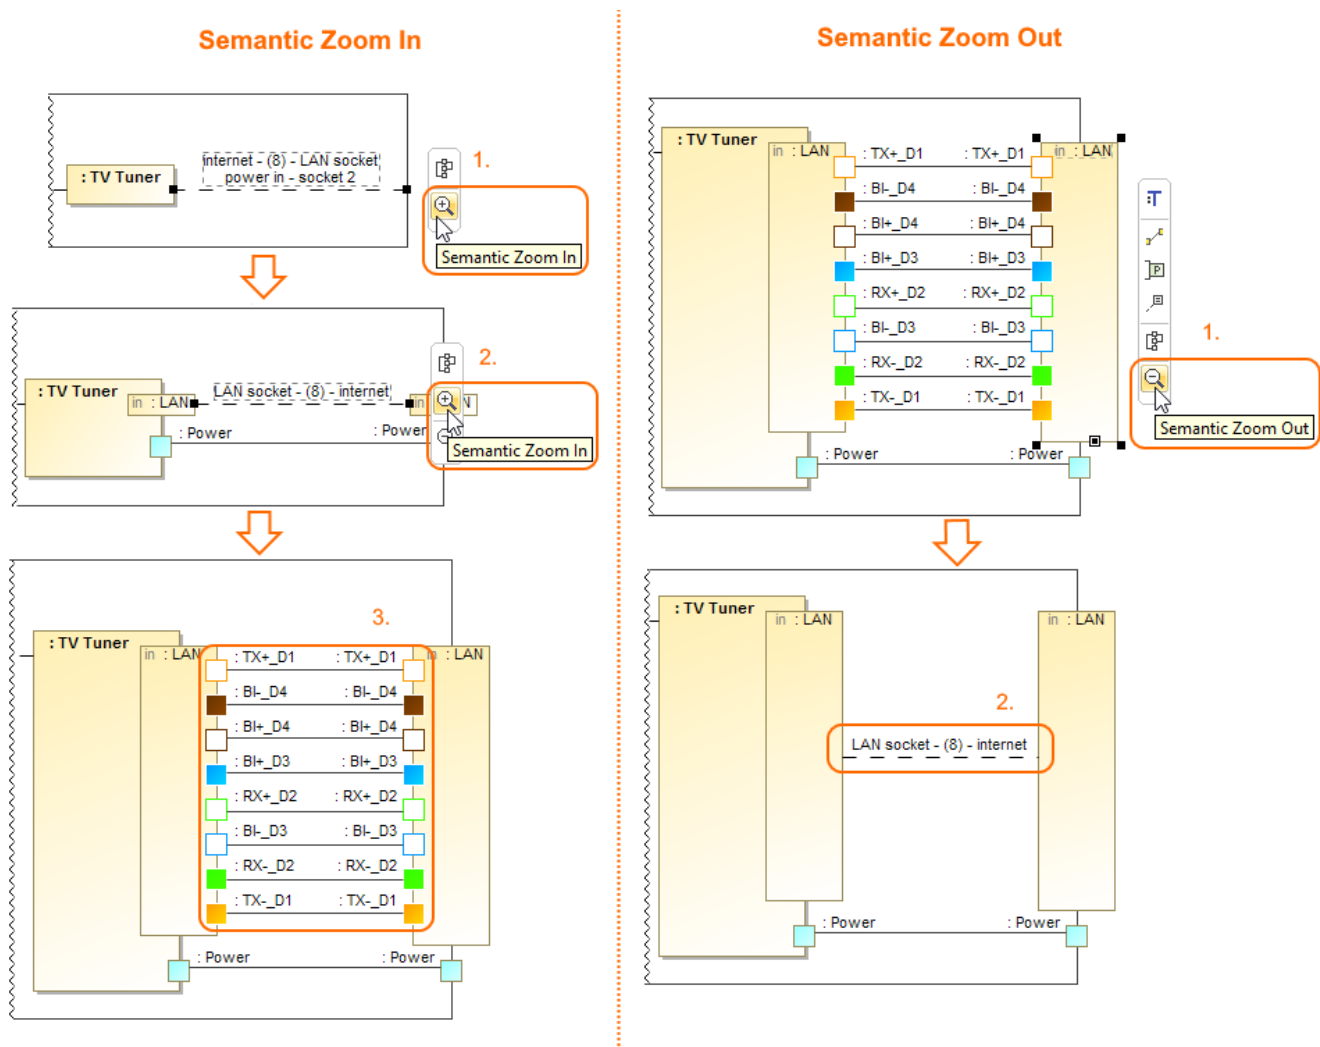 Semantic Zoom In
internet - (8) - LAN socket
power in - socket 2
: TV Tuner
1.
Semantic Zoom In
2.
: TV Tuner
LAN socket - (8) - internet
in : LAN
in
N
: Power
: Power
Semantic Zoom In
3.
: TV Tuner
in : LAN
: TX+_D1
: TX+_D1
in : LAN
: BI-_D4
: BI-_D4
: BI+_D4
: BI+_D4
: BI+_D3
: BI+_D3
: RX+_D2
: RX+_D2
: BI-_D3
: BI-_D3
: RX-_D2
: RX-_D2
: TX-_D1
: TX-_D1
: Power
: Power
Semantic Zoom Out
: TV Tuner
in : LAN
: TX+_D1
: TX+_D1
in : LAN
: BI-_D4
: BI-_D4
: BI+_D4
: BI+_D4
: BI+_D3
: BI+_D3
: RX+_D2
: RX+_D2
: BI-_D3
: BI-_D3
: RX-_D2
: RX-_D2
: TX-_D1
: TX-_D1
: Power
: Power
:T
P
1.
Semantic Zoom Out
: TV Tuner
in : LAN
in : LAN
2.
LAN socket - (8) - internet
: Power
: Power